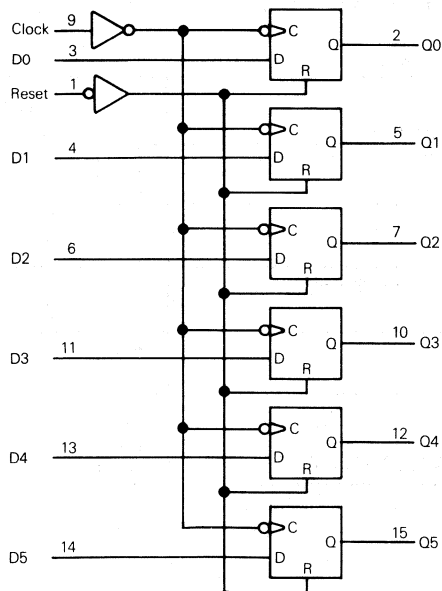 Clock 9 C Q 2 Q0
D0 3 D
Reset 1 R
C Q 5 Q1
D1 4 D
R
C Q 7 Q2
D2 6 D
R
C Q 10 Q3
D3 11 D
R
C Q 12 Q4
D4 13 D
R
C Q 15 Q5
D5 14 D
R